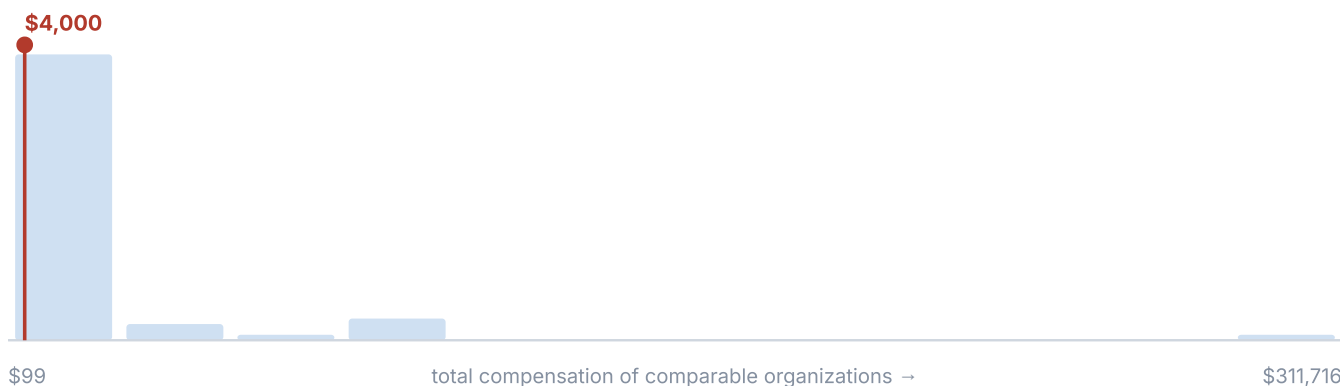 $4,000
$99 total compensation of comparable organizations → $311,716